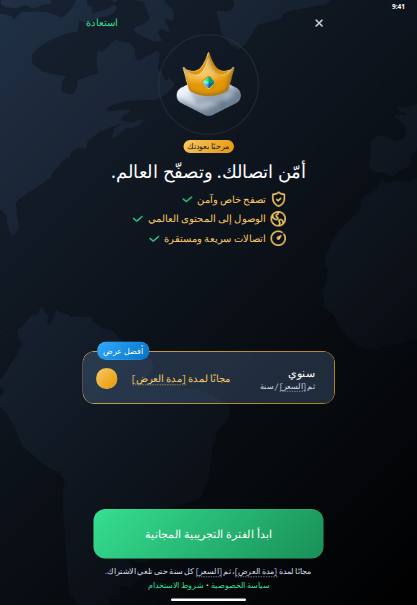 9:41
استعادة
مرحبًا بعودتك
أمّن اتصالك. وتصفّح العالم.
تصفح خاص وآمن
الوصول إلى المحتوى العالمي
اتصالات سريعة ومستقرة
أفضل عرض
سنوي
ثم [السعر] / سنة
مجانًا لمدة [مدة العرض]
ابدأ الفترة التجريبية المجانية
مجانًا لمدة [مدة العرض]، ثم [السعر] كل سنة حتى تلغي الاشتراك.
سياسة الخصوصية • شروط الاستخدام